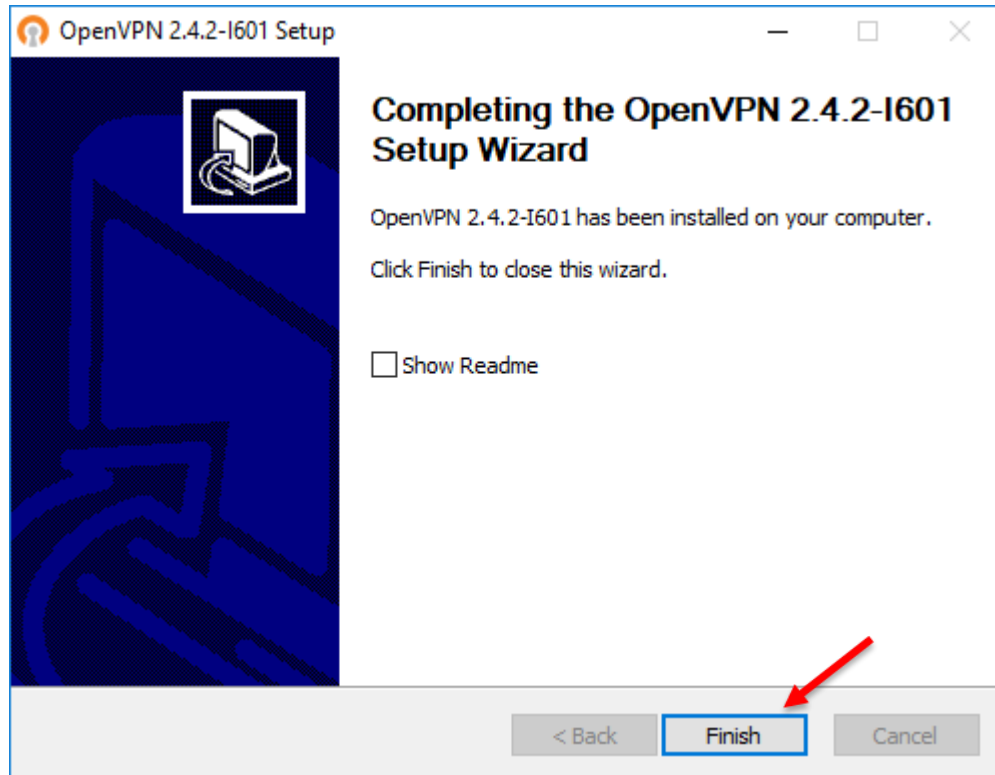 OpenVPN 2.4.2-I601 Setup
Completing the OpenVPN 2.4.2-I601
Setup Wizard
OpenVPN 2.4.2-I601 has been installed on your computer.
Click Finish to close this wizard.
Show Readme
< Back Finish Cancel